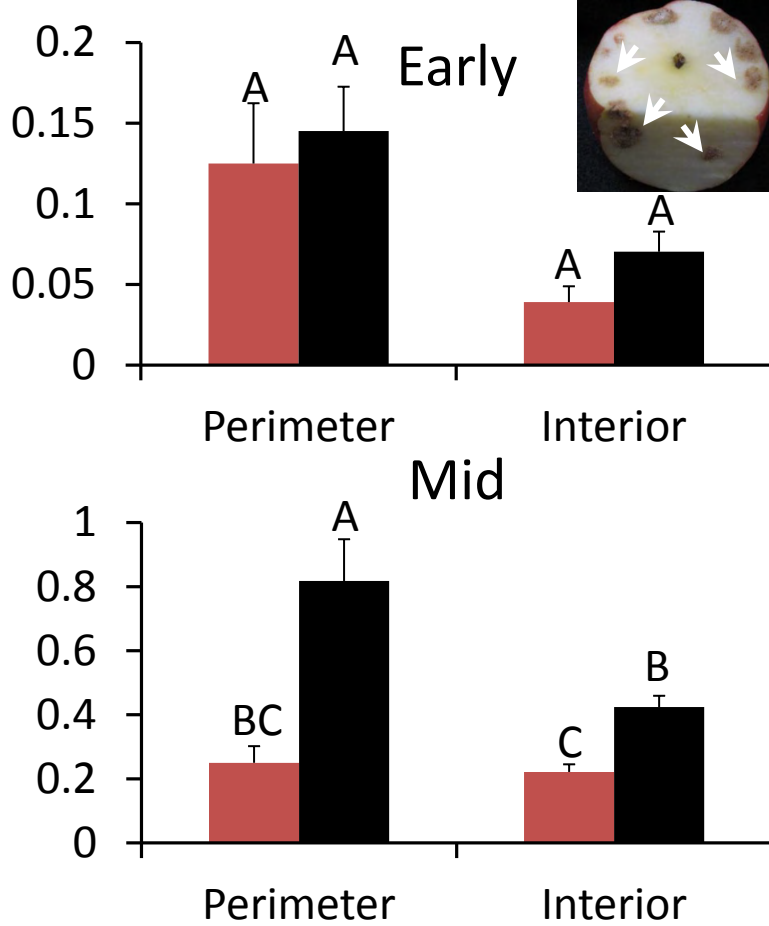 Early
0.2
0.15
0.1
0.05
0
A
A
A
A
Perimeter
Interior
Mid
1
0.8
0.6
0.4
0.2
0
BC
A
C
B
Perimeter
Interior